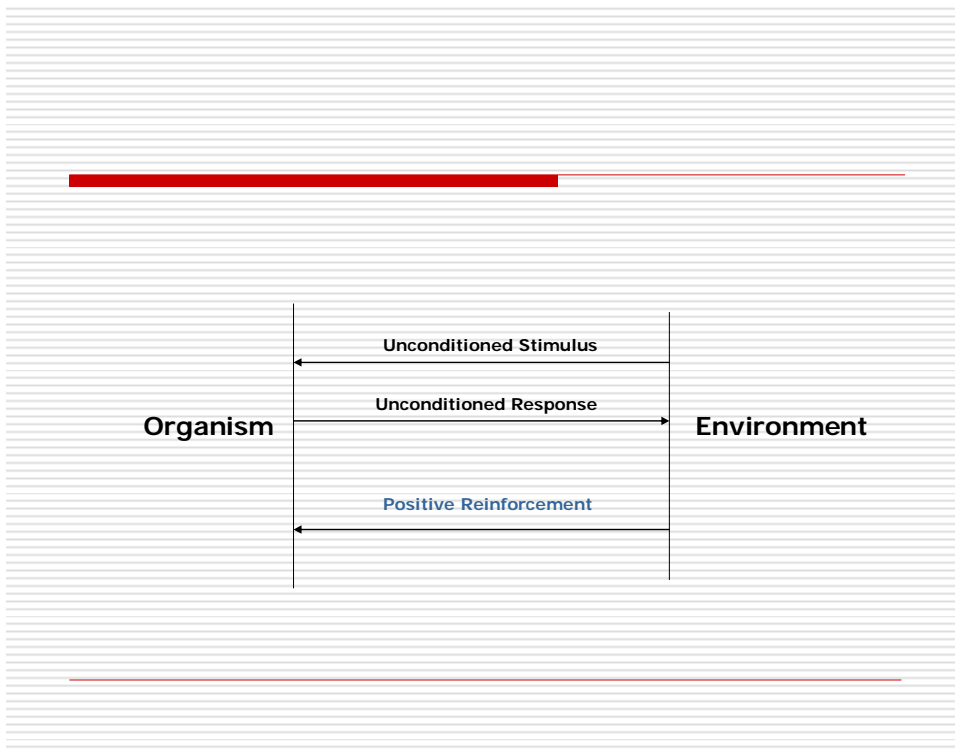 Unconditioned Stimulus
Unconditioned Response
Organism
Environment
Positive Reinforcement